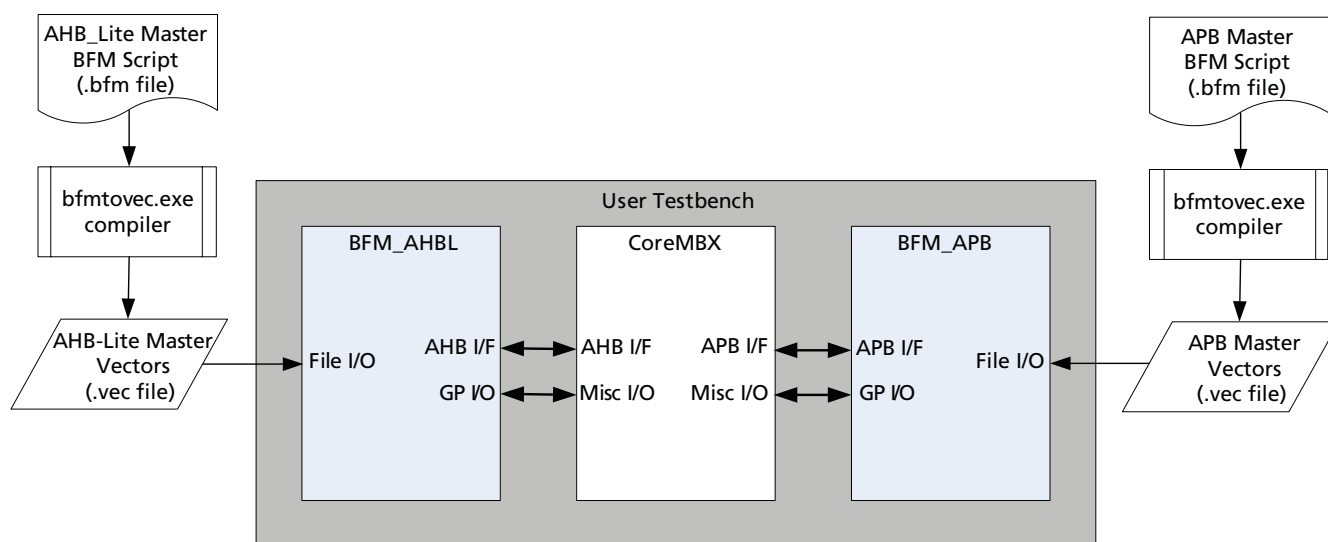 AHB_Lite Master
BFM Script
(.bfm file)
APB Master
BFM Script
(.bfm file)
bfmtovec.exe
compiler
bfmtovec.exe
compiler
User Testbench
BFM_AHBL
CoreMBX
BFM_APB
AHB-Lite Master
Vectors
(.vec file)
File I/O
AHB I/F
GP I/O
AHB I/F
Misc I/O
APB I/F
Misc I/O
APB I/F
GP I/O
File I/O
APB Master
Vectors
(.vec file)